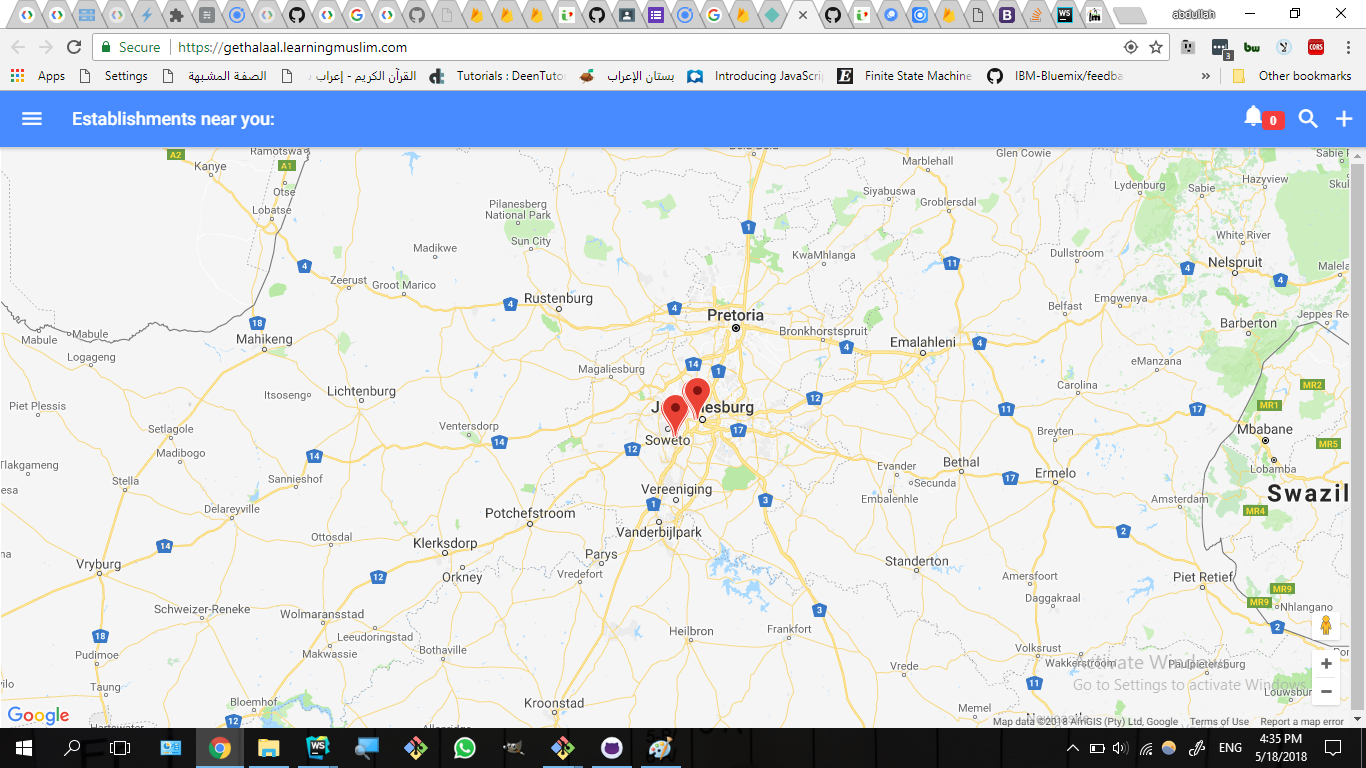 abdullah
Secure https://gethalaal.learningmuslim.com
Apps Settings الصفة المشبهة القرآن الكريم - إعراب Tutorials : DeenTuto بستان الإعراب Introducing JavaScri Finite State Machine IBM-Bluemix/feedba » Other bookmarks
Establishments near you: 0
A2 Ramotswa Marblehall Glen Cowie
Kanye A1 Lydenburg Sabie Hazyview
Otse Siyabuswa
Lobatse Pilanesberg National Park Groblersdal
Sun City 1 White River
Madikwe KwaMhlanga Dullstroom
4 Zeerust Groot Marico 11 4 Nelspruit 4
4 Rustenburg 4 Belfast Emgwenya
Mabule 18 Pretoria Barberton Jeppes Re
Mabule Mahikeng Bronkhorstspruit 4 Emalahleni 4
Logageng 14 1 eMachzana
Itsoseng Lichtenburg Magaliesburg 12 Carolina MR2
Piet Plessis 11 17 MR1
Setlagole Ventersdorp 14 Soweto 17 Breyten Mbabane
Madibogo 14 12 MR5
Stella Sannieshof Evander Bethal 17 Ermelo Lobamba
Delareyville Vereeniging Secunda Embalenhle Amsterdam Swazil
Potchefstroom 1 3 MR4
14 Ottosdal Klerksdorp Vanderbijlpark 2
Vryburg 12 Orkney Parys Vredefort Standerton Amersfoort Piet Retief
Schweizer-Reneke Wolmaransstad 3 Daggakraal MR9 MR9 Nhlangano
18 Leeudoringstad Heilbron Frankfort 2
Pudimoe Makwassie Bothaville Volksrust
Taung Vrede Wakkerstroom Paulpietersburg
Activate Windows
Go to Settings to activate Windows.
Bloemhof 12 Kroonstad Memel 11 Louwsbur
Google Map data ©2018 AfriGIS (Pty) Ltd, Google Terms of Use Report a map error
ENG 4:35 PM
5/18/2018